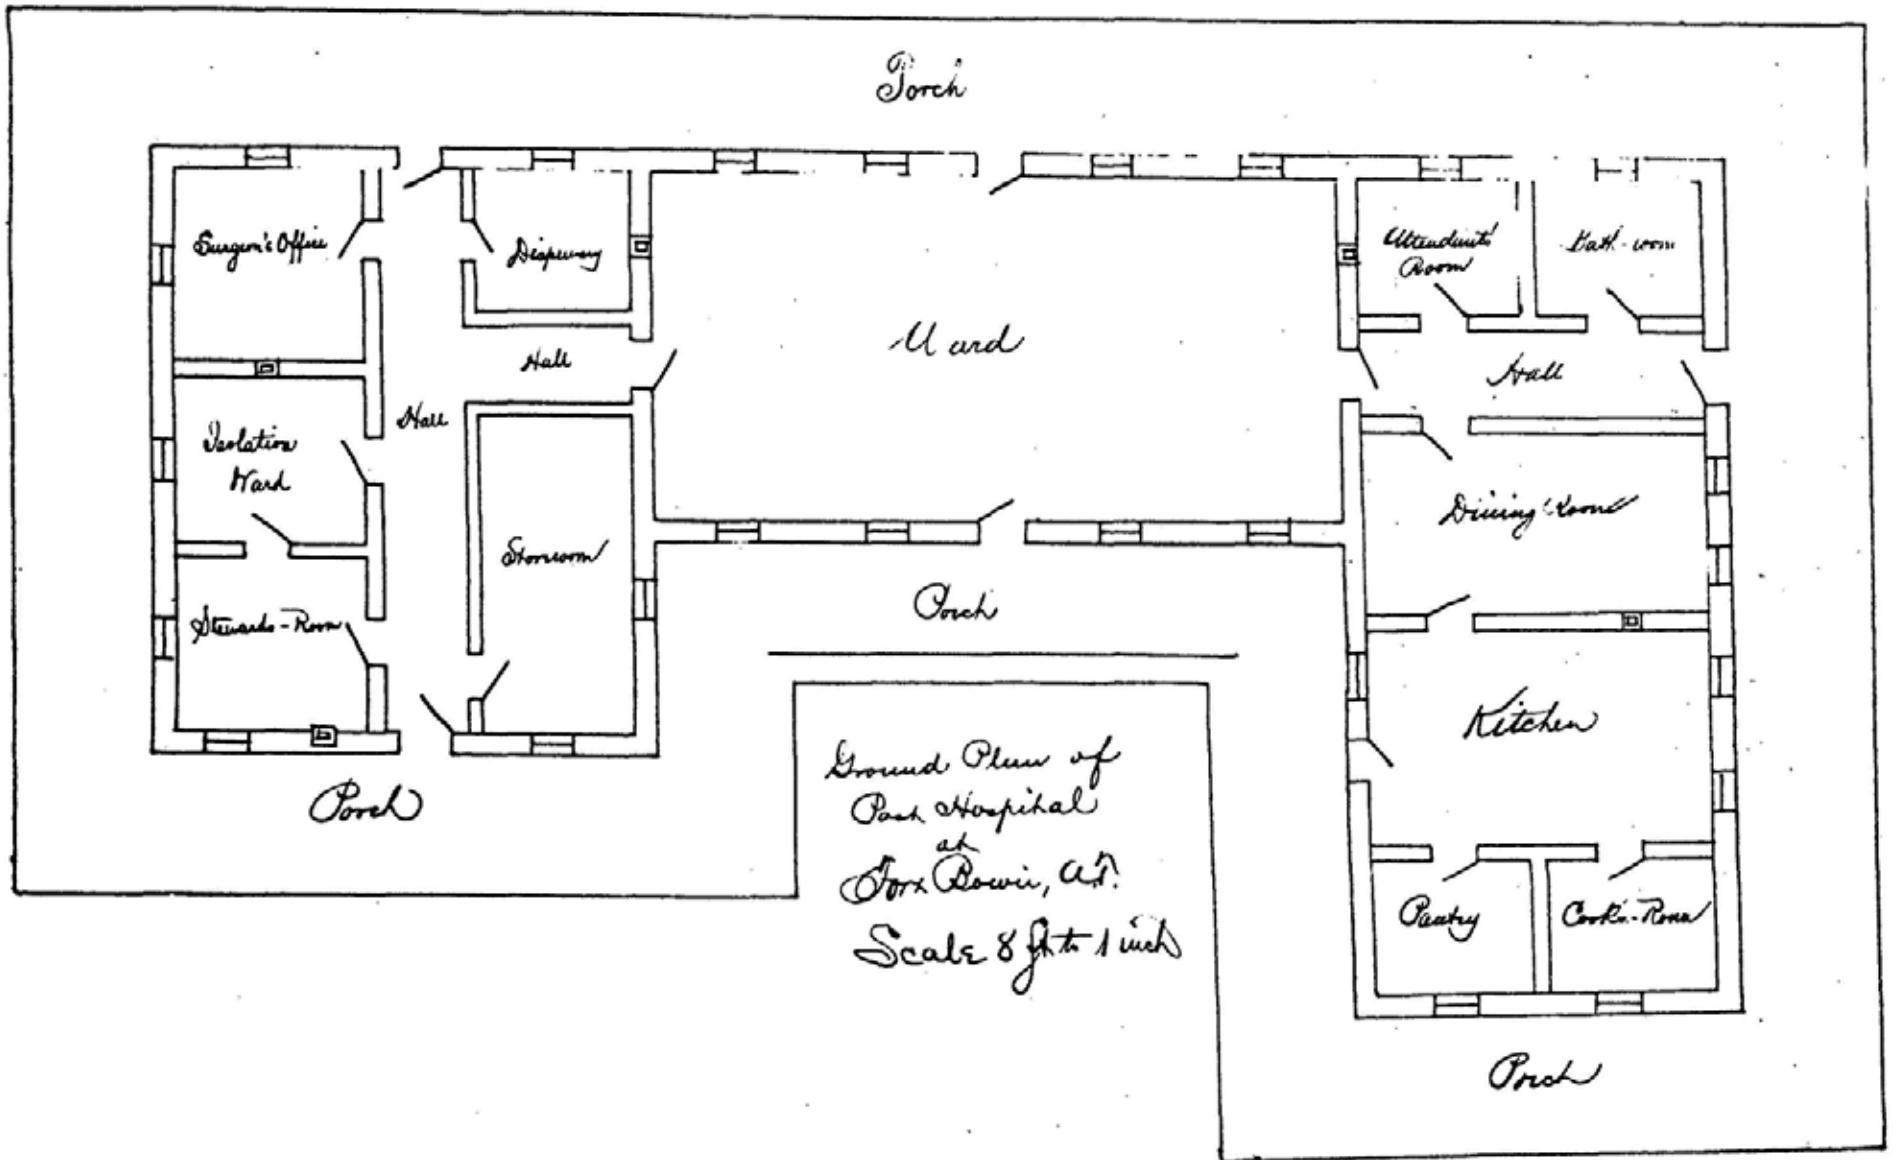 Porch
Surgeon's Office
Dispensary
Ward
Attendants'
Room
Bath-room
Hall
Hall
Hall
Isolation
Ward
Dining Room
Storeroom
Stewards-Room
Porch
Kitchen
Porch
Ground Plan of
Post Hospital
at
Fort Bowie, A.T.
Scale 8 ft to 1 inch
Pantry
Cook's-Room
Porch